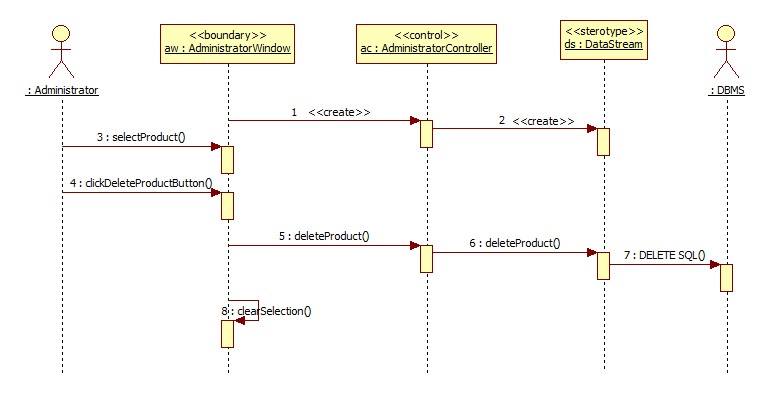 <<boundary>>
aw : AdministratorWindow
<<control>>
ac : AdministratorController
<<sterotype>>
ds : DataStream
: Administrator
: DBMS
1 <<create>>
2 <<create>>
3 : selectProduct()
4 : clickDeleteProductButton()
5 : deleteProduct()
6 : deleteProduct()
7 : DELETE SQL()
8 : clearSelection()